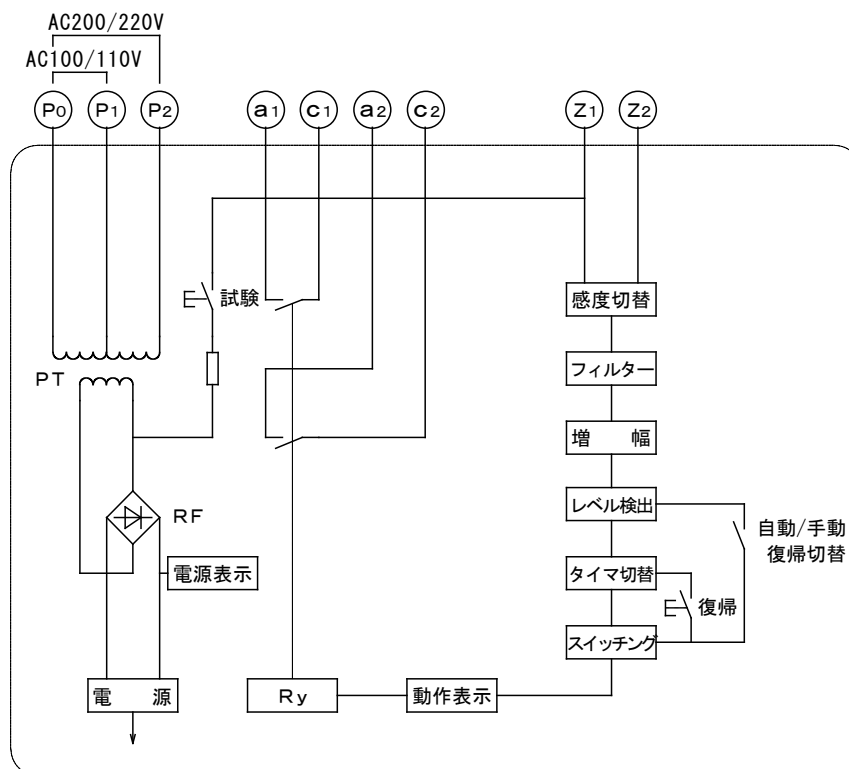 AC200/220V
AC100/110V
P0 P1 P2 a1 c1 a2 c2 Z1 Z2
試験
感度切替
PT
フィルター
増 幅
RF
レベル検出
自動/手動
復帰切替
電源表示
タイマ切替
復帰
スイッチング
電 源
Ry
動作表示